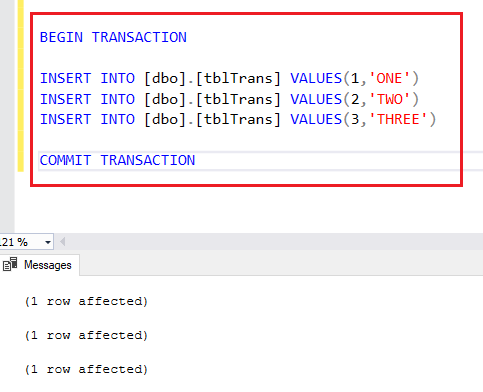 BEGIN TRANSACTION
INSERT INTO [dbo].[tblTrans] VALUES(1,'ONE')
INSERT INTO [dbo].[tblTrans] VALUES(2,'TWO')
INSERT INTO [dbo].[tblTrans] VALUES(3,'THREE')
COMMIT TRANSACTION
121 %
Messages
(1 row affected)
(1 row affected)
(1 row affected)